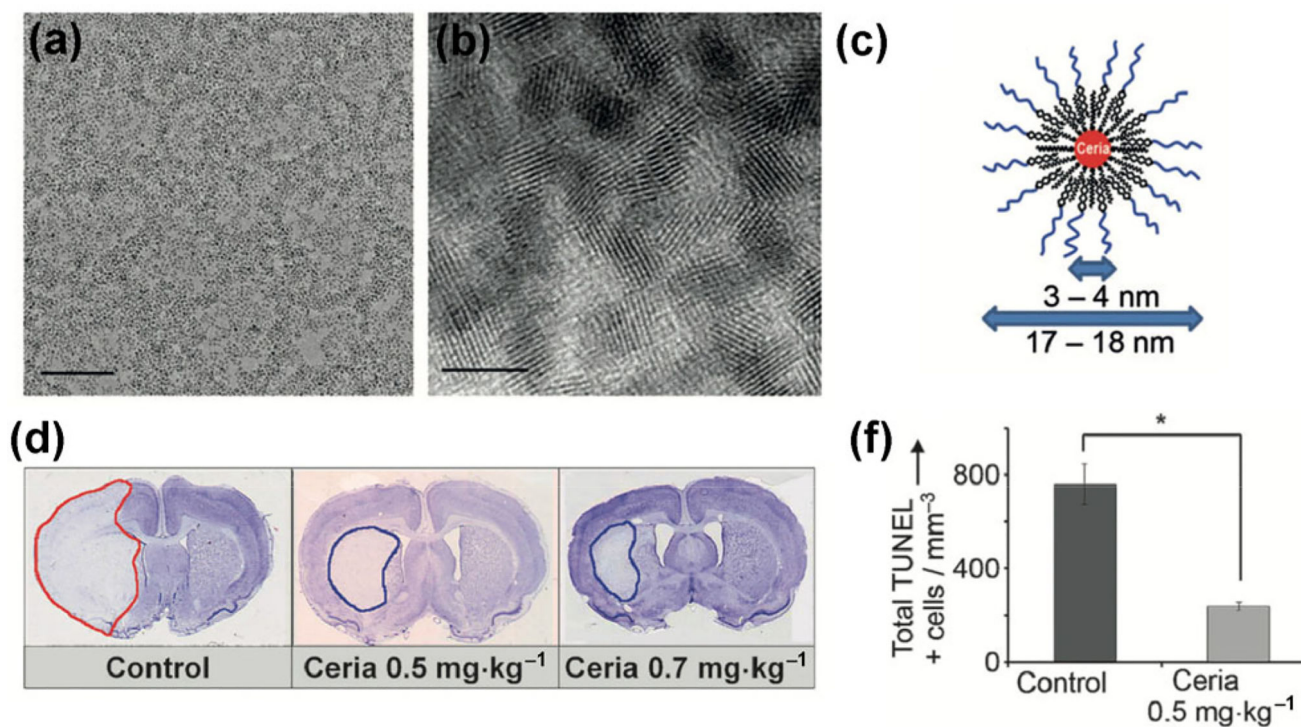 (a)
(b)
(c)
Ceria
3 – 4 nm
17 – 18 nm
(d)
Control
Ceria 0.5 mg·kg⁻¹
Ceria 0.7 mg·kg⁻¹
(f)
Total TUNEL
+ cells / mm⁻³
800
400
0
*
Control
Ceria
0.5 mg·kg⁻¹